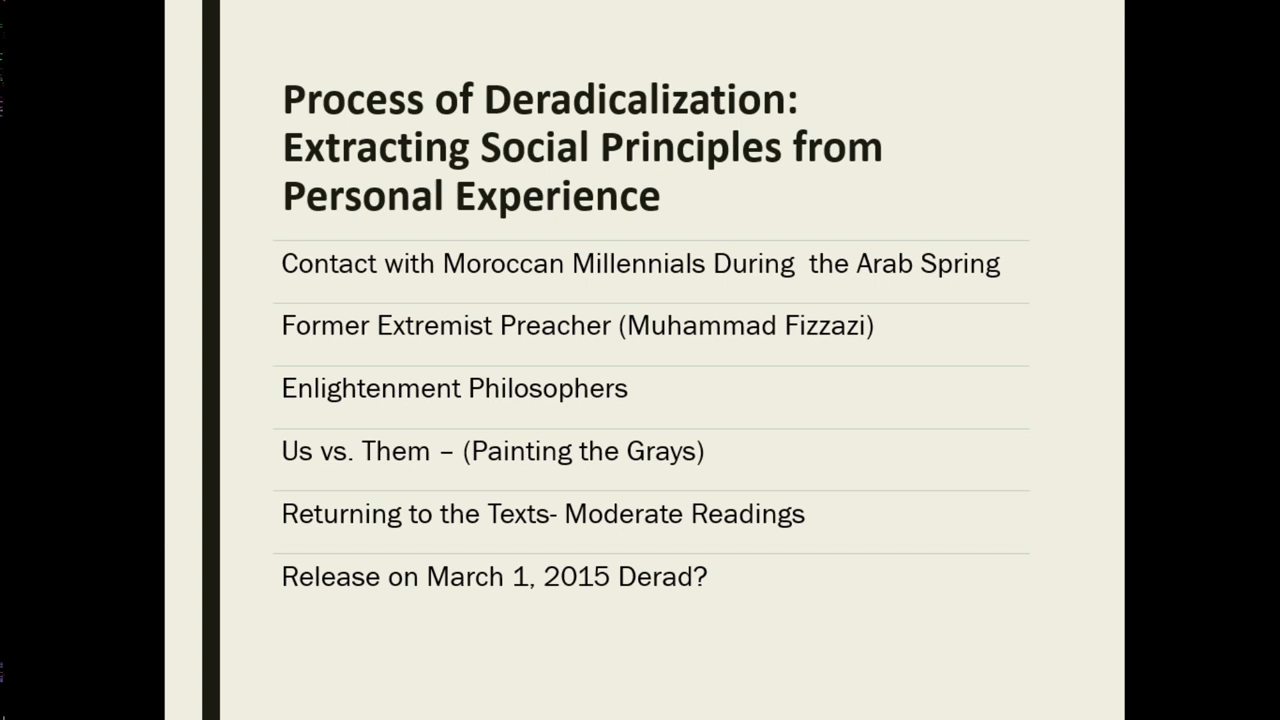 Process of Deradicalization:
Extracting Social Principles from
Personal Experience
Contact with Moroccan Millennials During  the Arab Spring
Former Extremist Preacher (Muhammad Fizzazi)
Enlightenment Philosophers
Us vs. Them – (Painting the Grays)
Returning to the Texts- Moderate Readings
Release on March 1, 2015 Derad?